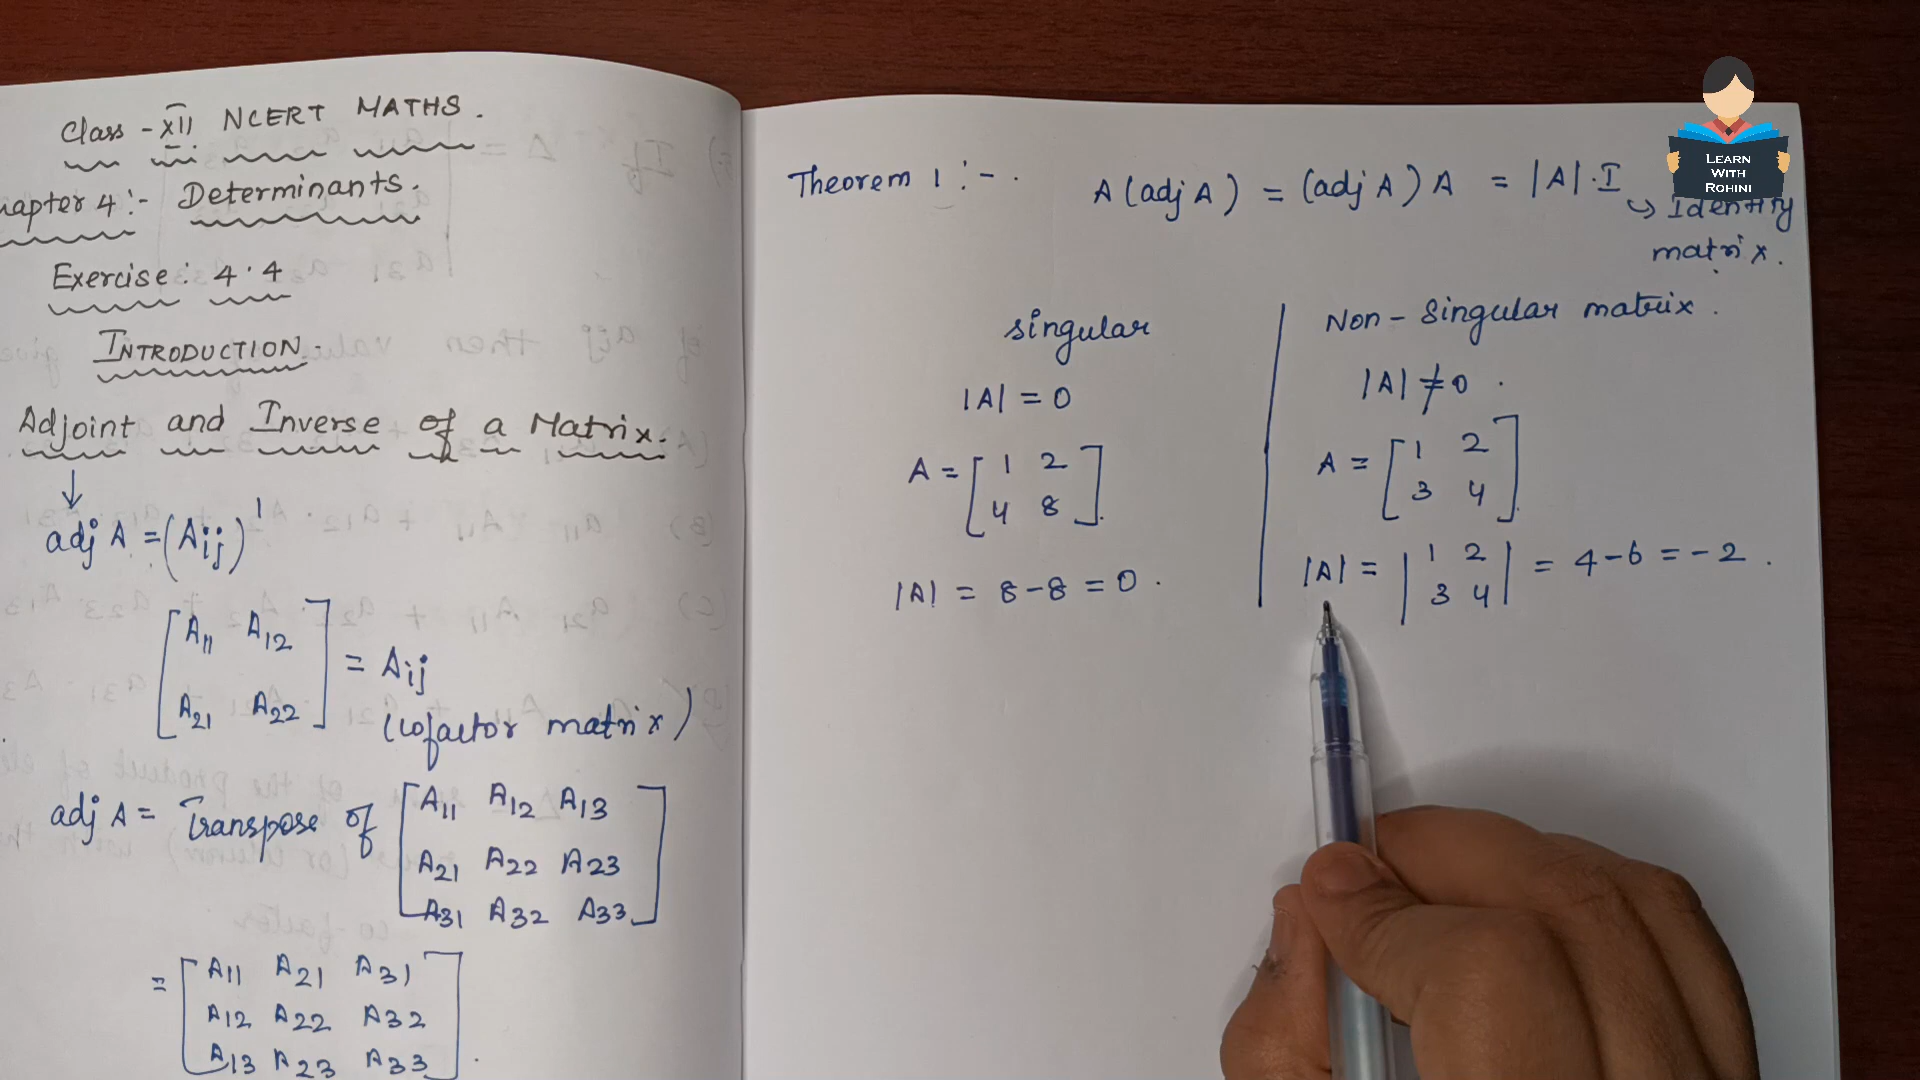 Class - XII NCERT MATHS.
hapter 4:- Determinants.
Exercise: 4.4
INTRODUCTION.
Adjoint and Inverse of a Matrix.
↓
adj A = (Aij)'
[A11 A12
A21 A22] = Aij
(cofactor matrix)
adj A = Transpose of [A11 A12 A13
A21 A22 A23
A31 A32 A33]
= [A11 A21 A31
A12 A22 A32
A13 A23 A33].
Theorem 1:-. A(adj A) = (adj A) A = |A|.I
↪ Identity
matrix.
singular
|A| = 0
A = [1 2
4 8].
|A| = 8-8 = 0.
Non-Singular matrix.
|A| ≠ 0.
A = [1 2
3 4].
|A| = |1 2
3 4| = 4-6 = -2.
LEARN
WITH
ROHINI